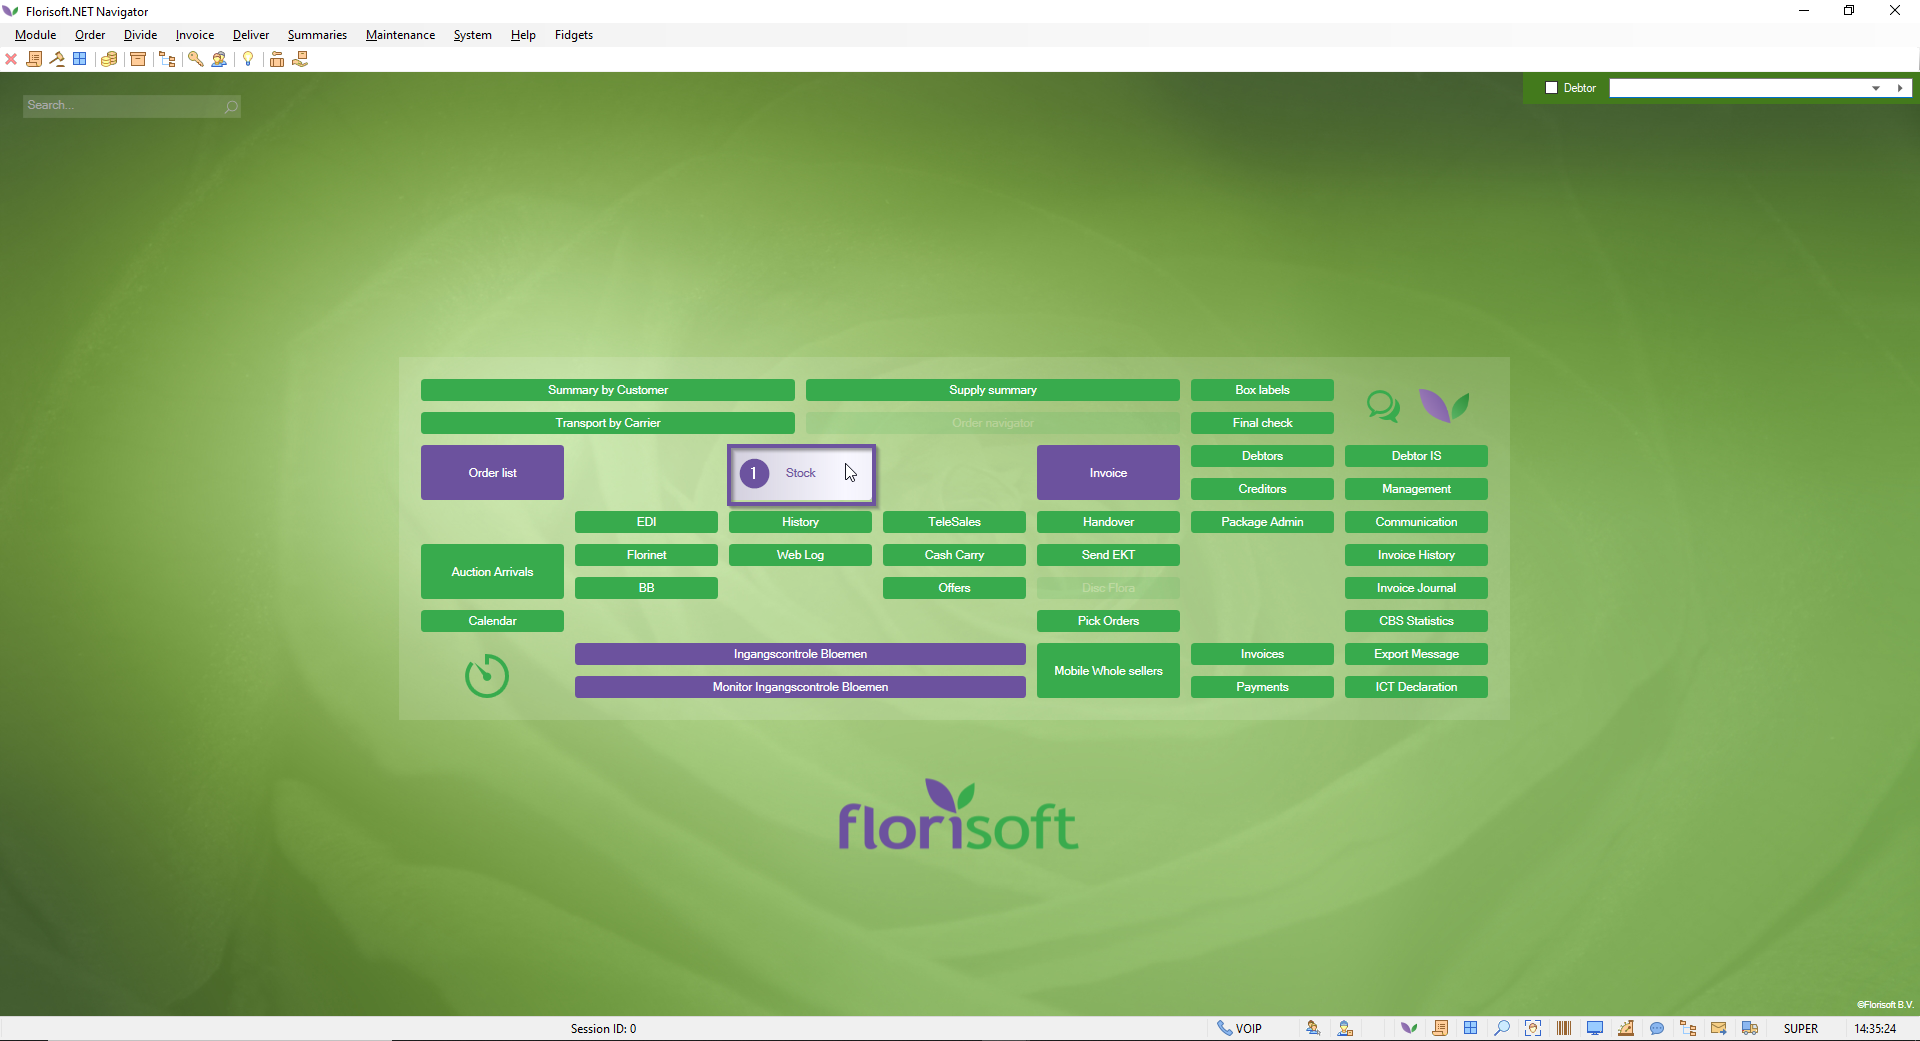 Florisoft.NET Navigator
Module Order Divide Invoice Deliver Summaries Maintenance System Help Fidgets
Search...
Debtor
Summary by Customer Supply summary Box labels
Transport by Carrier Order navigator Final check
Order list 1 Stock Invoice Debtors Debtor IS
Creditors Management
EDI History TeleSales Handover Package Admin Communication
Auction Arrivals Florinet Web Log Cash Carry Send EKT Invoice History
BB Offers Disc Flora Invoice Journal
Calendar Pick Orders CBS Statistics
Ingangscontrole Bloemen Mobile Whole sellers Invoices Export Message
Monitor Ingangscontrole Bloemen Payments ICT Declaration
florisoft
©Florisoft B.V.
Session ID: 0 VOIP SUPER 14:35:24